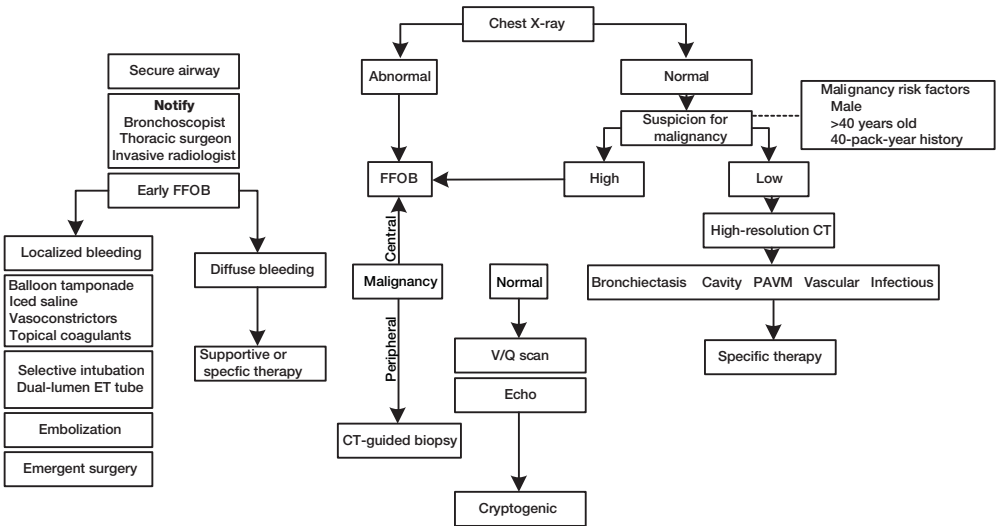 Secure airway
Notify
Bronchoscopist
Thoracic surgeon
Invasive radiologist
Early FFOB
Localized bleeding
Balloon tamponade
Iced saline
Vasoconstrictors
Topical coagulants
Selective intubation
Dual-lumen ET tube
Embolization
Emergent surgery
Diffuse bleeding
Supportive or
specfic therapy
Chest X-ray
Abnormal
Normal
Suspicion for
malignancy
Malignancy risk factors
Male
>40 years old
40-pack-year history
FFOB
High
Low
Central
Malignancy
Peripheral
CT-guided biopsy
Normal
V/Q scan
Echo
Cryptogenic
High-resolution CT
Bronchiectasis Cavity PAVM Vascular Infectious
Specific therapy